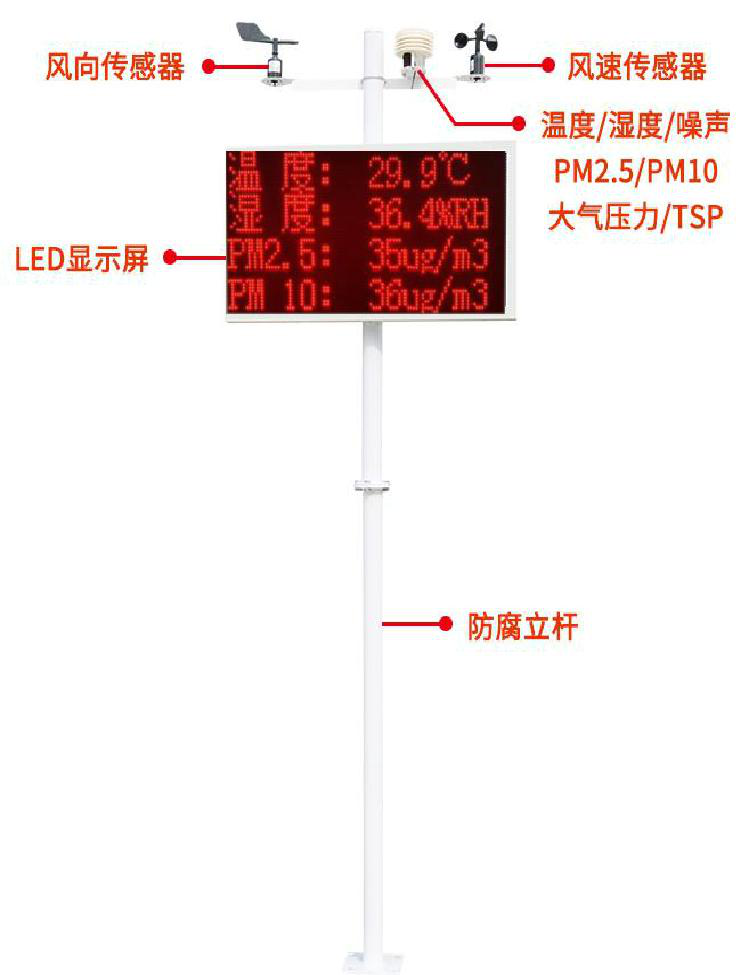 风向传感器
风速传感器
温度/湿度/噪声
PM2.5/PM10
大气压力/TSP
温 度: 29.9℃
湿 度: 36.4%RH
PM2.5: 35ug/m3
PM 10: 36ug/m3
LED显示屏
防腐立杆